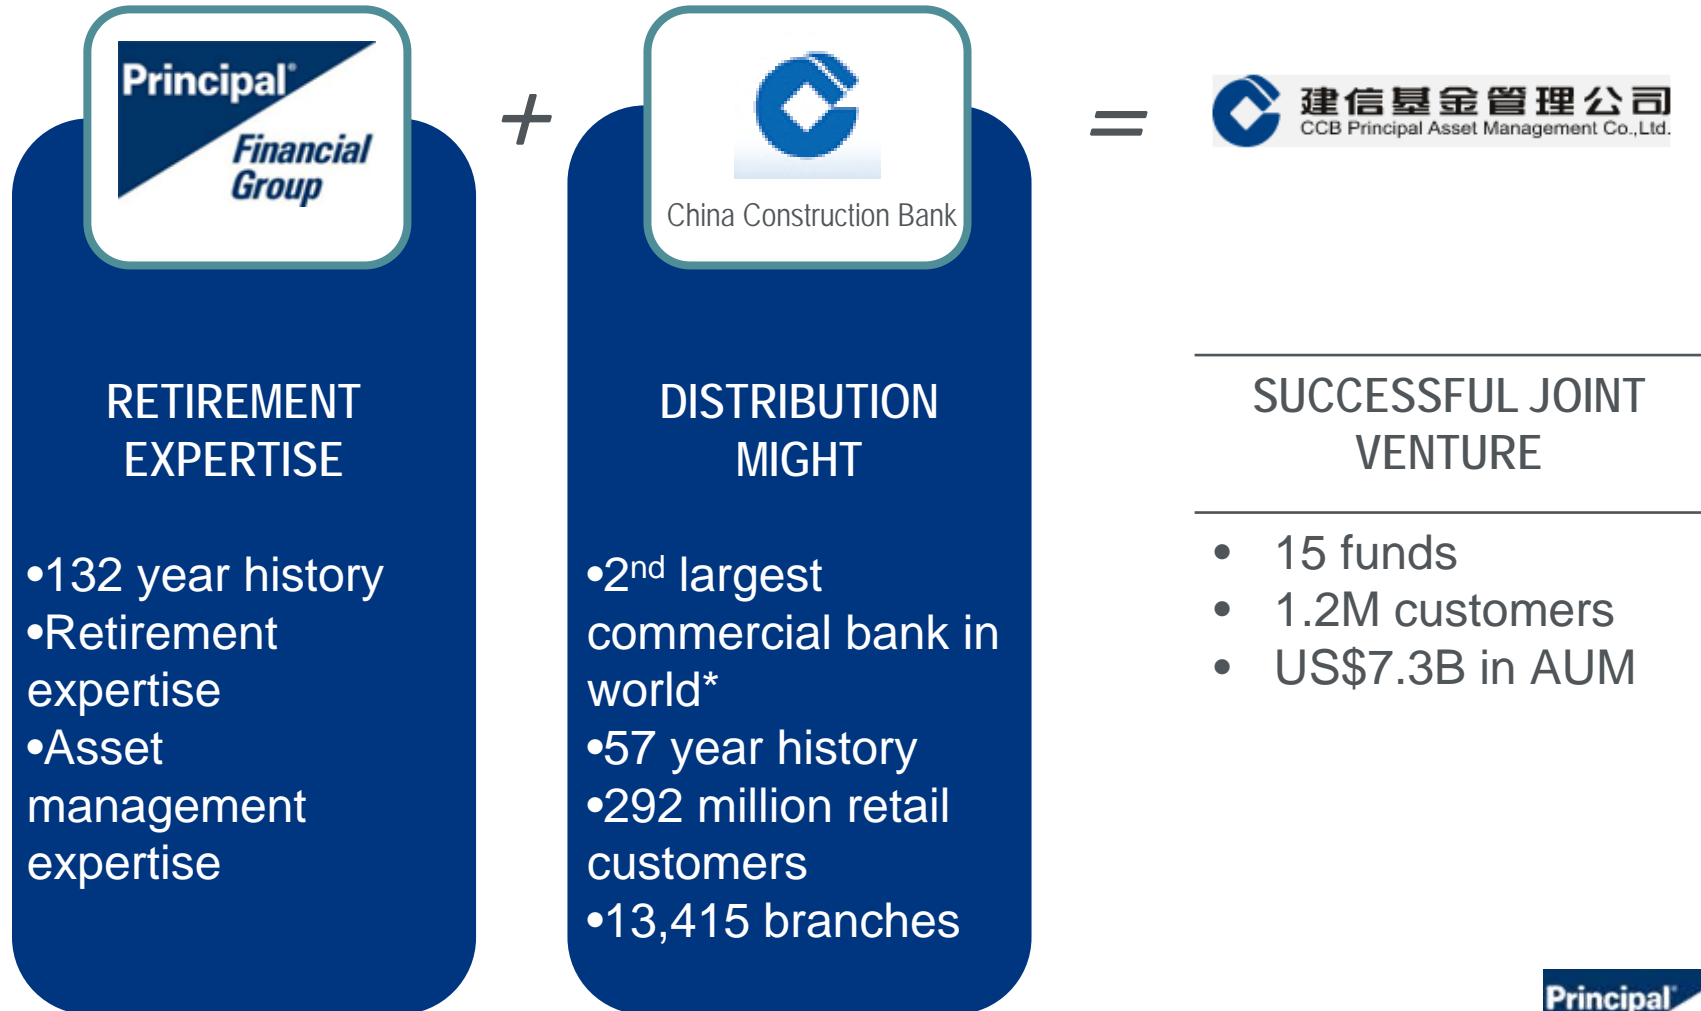 Principal®
Financial
Group
+
China Construction Bank
=
建信基金管理公司
CCB Principal Asset Management Co.,Ltd.
RETIREMENT
EXPERTISE
•132 year history
•Retirement
expertise
•Asset
management
expertise
DISTRIBUTION
MIGHT
•2nd largest
commercial bank in
world*
•57 year history
•292 million retail
customers
•13,415 branches
SUCCESSFUL JOINT
VENTURE
• 15 funds
• 1.2M customers
• US$7.3B in AUM
Principal®